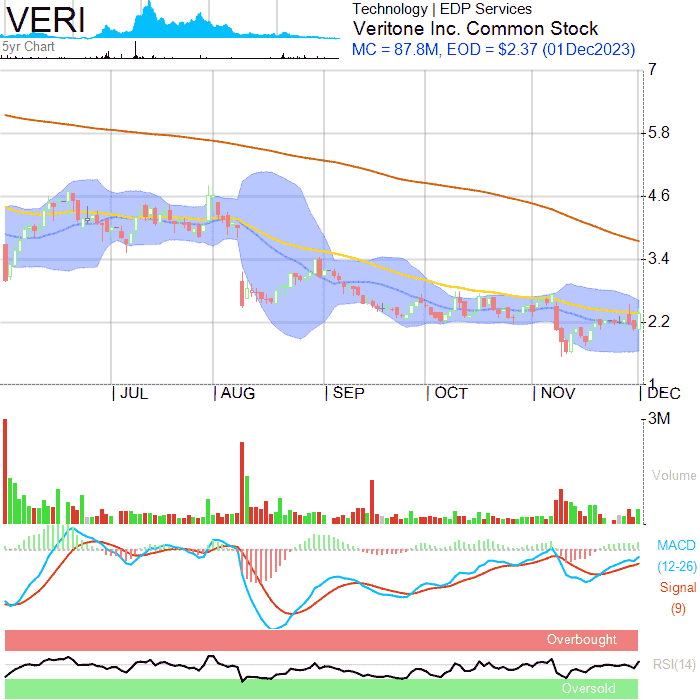 VERI
5yr Chart
Technology | EDP Services
Veritone Inc. Common Stock
MC = 87.8M, EOD = $2.37 (01Dec2023)
7
5.8
4.6
3.4
2.2
1
JUL AUG SEP OCT NOV DEC
3M
Volume
MACD
(12-26)
Signal
(9)
Overbought
RSI(14)
Oversold